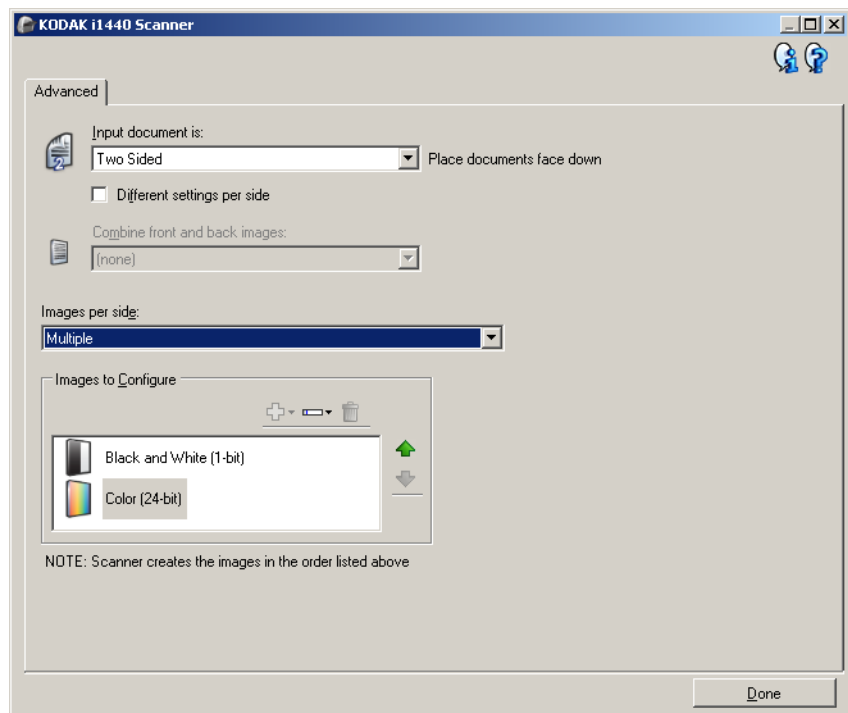 KODAK i1440 Scanner
Advanced
Input document is:
Two Sided
Place documents face down
Different settings per side
Combine front and back images:
(none)
Images per side:
Multiple
Images to Configure
Black and White (1-bit)
Color (24-bit)
NOTE: Scanner creates the images in the order listed above
Done